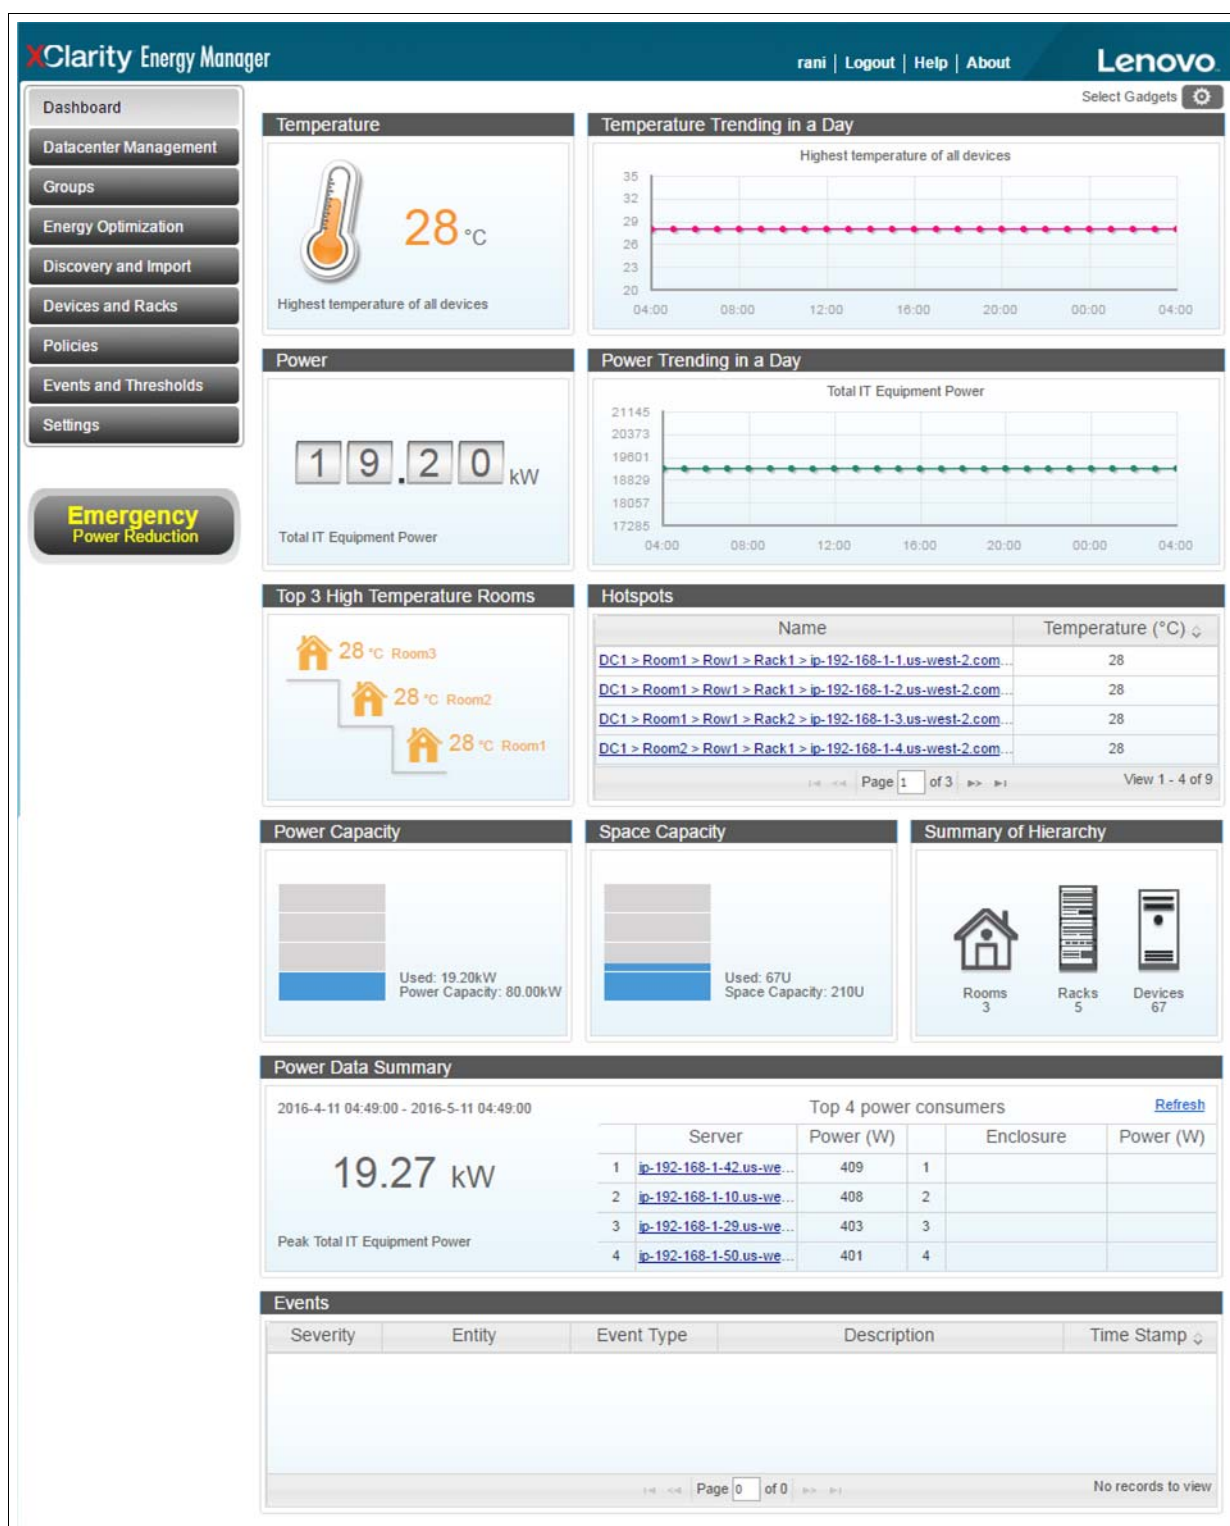 XClarity Energy Manager
rani | Logout | Help | About
Lenovo
Select Gadgets
Dashboard
Datacenter Management
Groups
Energy Optimization
Discovery and Import
Devices and Racks
Policies
Events and Thresholds
Settings
Emergency
Power Reduction
Temperature
28 °C
Highest temperature of all devices
Temperature Trending in a Day
Highest temperature of all devices
35
32
29
26
23
20
04:00 08:00 12:00 16:00 20:00 00:00 04:00
Power
19.20 kW
Total IT Equipment Power
Power Trending in a Day
Total IT Equipment Power
21145
20373
19601
18829
18057
17285
04:00 08:00 12:00 16:00 20:00 00:00 04:00
Top 3 High Temperature Rooms
28 °C Room3
28 °C Room2
28 °C Room1
Hotspots
Name Temperature (°C)
DC1 > Room1 > Row1 > Rack1 > ip-192-168-1-1.us-west-2.com... 28
DC1 > Room1 > Row1 > Rack1 > ip-192-168-1-2.us-west-2.com... 28
DC1 > Room1 > Row1 > Rack2 > ip-192-168-1-3.us-west-2.com... 28
DC1 > Room2 > Row1 > Rack1 > ip-192-168-1-4.us-west-2.com... 28
Page 1 of 3 View 1 - 4 of 9
Power Capacity
Used: 19.20kW
Power Capacity: 80.00kW
Space Capacity
Used: 67U
Space Capacity: 210U
Summary of Hierarchy
Rooms Racks Devices
3 5 67
Power Data Summary
2016-4-11 04:49:00 - 2016-5-11 04:49:00
19.27 kW
Peak Total IT Equipment Power
Top 4 power consumers Refresh
Server Power (W) Enclosure Power (W)
1 ip-192-168-1-42.us-we... 409 1
2 ip-192-168-1-10.us-we... 408 2
3 ip-192-168-1-29.us-we... 403 3
4 ip-192-168-1-50.us-we... 401 4
Events
Severity Entity Event Type Description Time Stamp
Page 0 of 0 No records to view